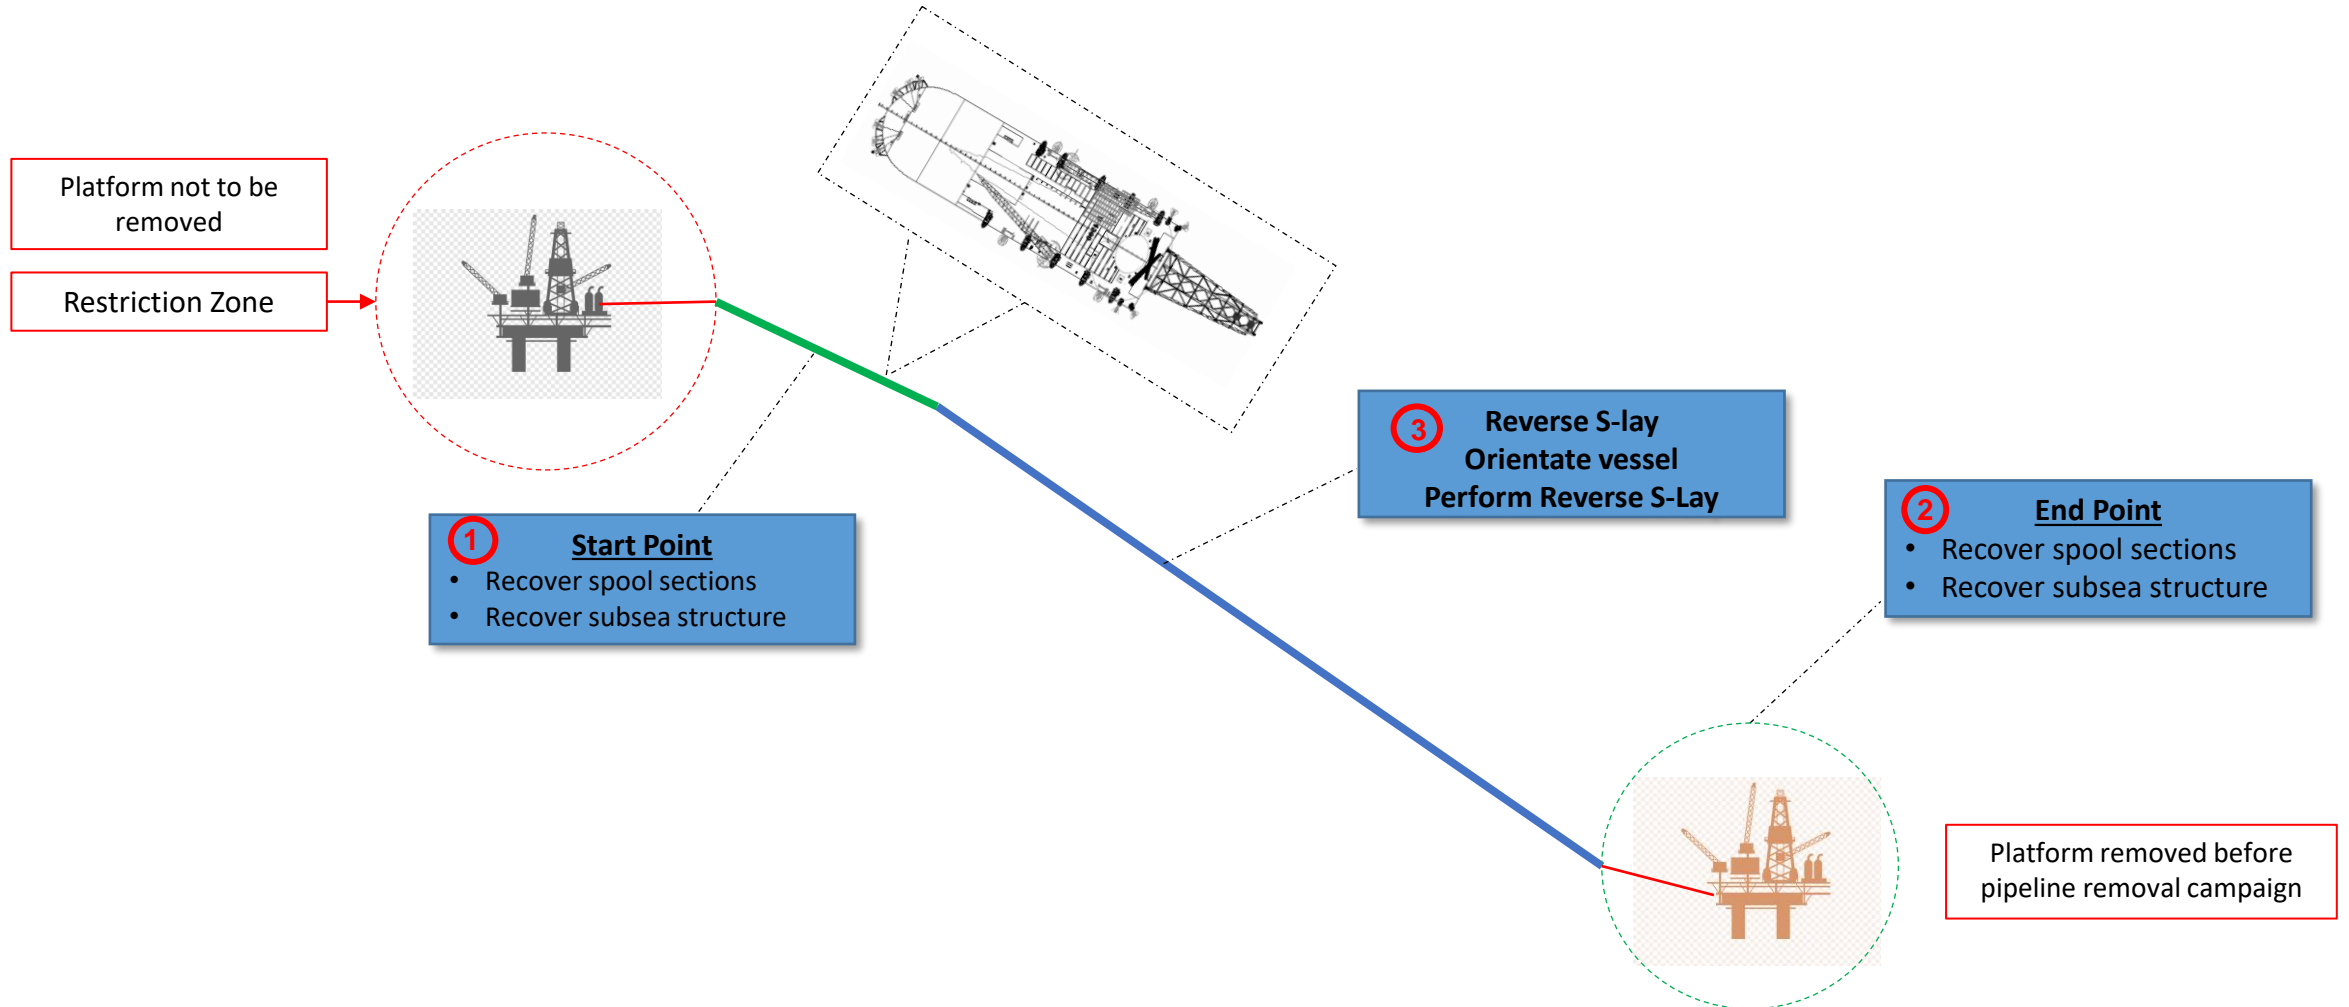 Platform not to be
removed
Restriction Zone
1
Start Point
• Recover spool sections
• Recover subsea structure
3
Reverse S-lay
Orientate vessel
Perform Reverse S-Lay
2
End Point
• Recover spool sections
• Recover subsea structure
Platform removed before
pipeline removal campaign